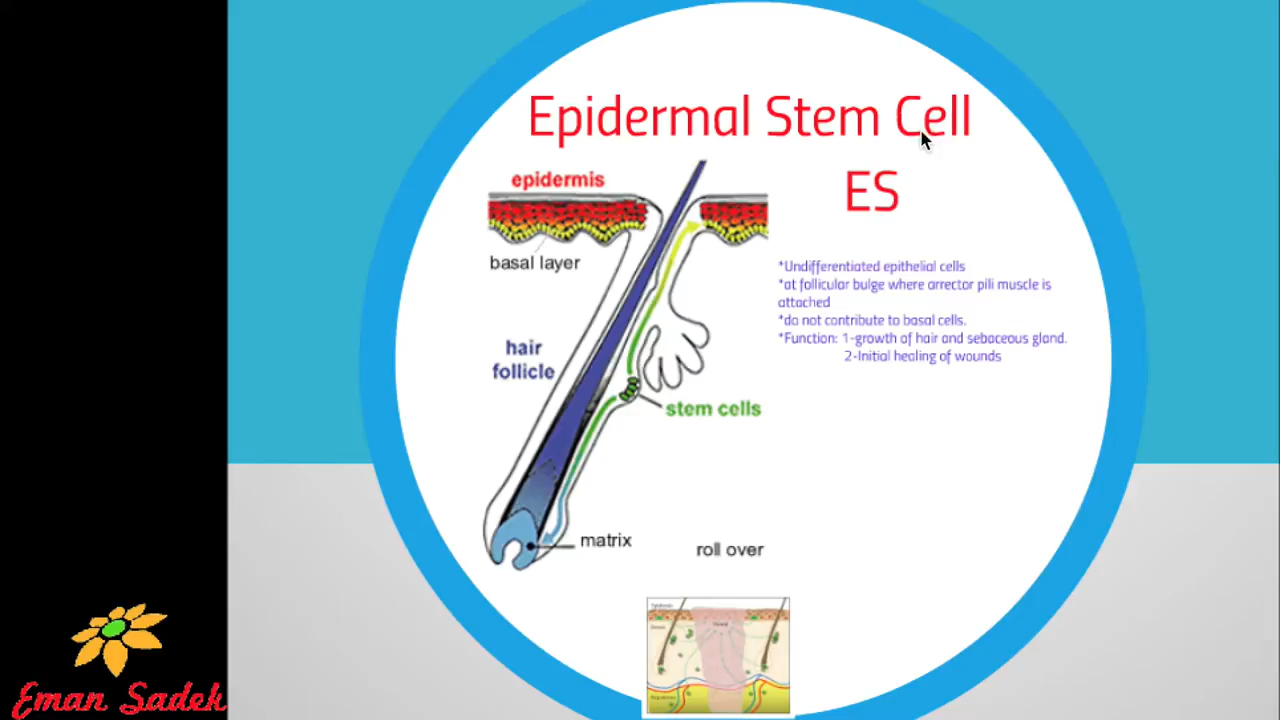 Epidermal Stem Cell
ES
epidermis
basal layer
hair
follicle
stem cells
matrix
roll over
*Undifferentiated epithelial cells
*at follicular bulge where arrector pili muscle is
attached
*do not contribute to basal cells.
*Function: 1-growth of hair and sebaceous gland.
2-Initial healing of wounds
Eman Sadek